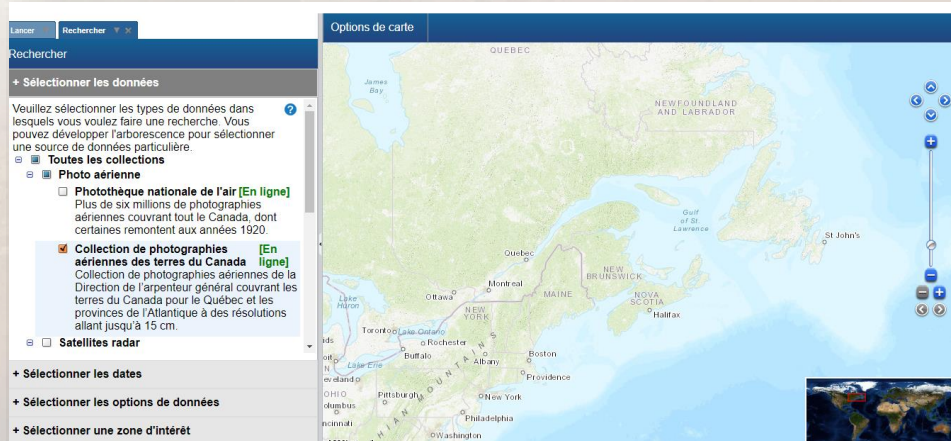 Lancer
Rechercher
Options de carte
Rechercher
+ Sélectionner les données
Veuillez sélectionner les types de données dans
lesquels vous voulez faire une recherche. Vous
pouvez développer l'arborescence pour sélectionner
une source de données particulière.
Toutes les collections
Photo aérienne
Photothèque nationale de l'air [En ligne]
Plus de six millions de photographies
aériennes couvrant tout le Canada, dont
certaines remontent aux années 1920.
Collection de photographies [En
aériennes des terres du Canada ligne]
Collection de photographies aériennes de la
Direction de l'arpenteur général couvrant les
terres du Canada pour le Québec et les
provinces de l'Atlantique à des résolutions
allant jusqu'à 15 cm.
Satellites radar
+ Sélectionner les dates
+ Sélectionner les options de données
+ Sélectionner une zone d'intérêt
QUEBEC
James
Bay
NEWFOUNDLAND
AND LABRADOR
Gulf
of St.
Lawrence
St John's
Quebec
Montreal
Ottawa
NEW
BRUNSWICK
MAINE
NOVA
SCOTIA
Halifax
Lake
Huron
NEW
YORK
Toronto
Lake Ontario
Rochester
Buffalo
Albany
Boston
Lake Erie
Providence
OHIO
Pittsburgh
New York
Philadelphia
Washington